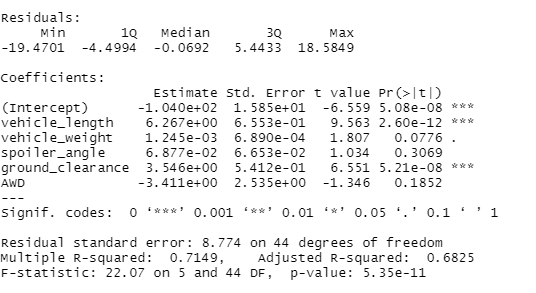 Residuals:
     Min       1Q   Median       3Q      Max
-19.4701  -4.4994  -0.0692   5.4433  18.5849

Coefficients:
                   Estimate Std. Error t value Pr(>|t|)
(Intercept)      -1.040e+02  1.585e+01  -6.559 5.08e-08 ***
vehicle_length    6.267e+00  6.553e-01   9.563 2.60e-12 ***
vehicle_weight    1.245e-03  6.890e-04   1.807   0.0776 .
spoiler_angle     6.877e-02  6.653e-02   1.034   0.3069
ground_clearance  3.546e+00  5.412e-01   6.551 5.21e-08 ***
AWD              -3.411e+00  2.535e+00  -1.346   0.1852
---
Signif. codes:  0 ‘***’ 0.001 ‘**’ 0.01 ‘*’ 0.05 ‘.’ 0.1 ‘ ’ 1

Residual standard error: 8.774 on 44 degrees of freedom
Multiple R-squared:  0.7149,    Adjusted R-squared:  0.6825
F-statistic: 22.07 on 5 and 44 DF,  p-value: 5.35e-11